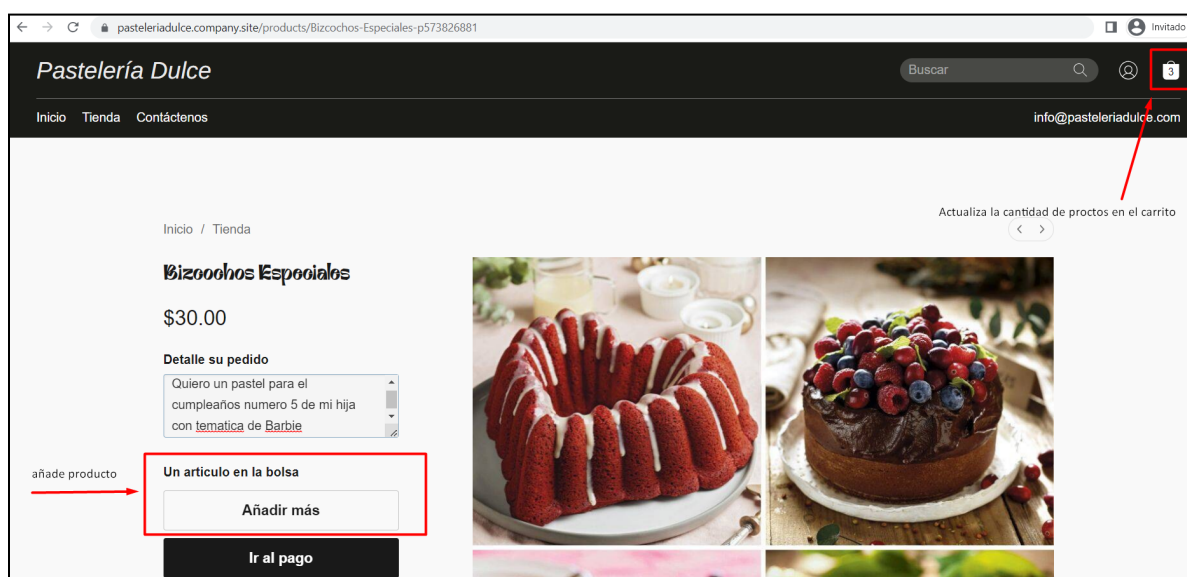 pasteleriadulce.company.site/products/Bizcochos-Especiales-p573826881
Invitado
Pastelería Dulce
Buscar
3
Inicio Tienda Contáctenos
info@pasteleriadulce.com
Actualiza la cantidad de proctos en el carrito
Inicio / Tienda
Bizcochos Especiales
$30.00
Detalle su pedido
Quiero un pastel para el
cumpleaños numero 5 de mi hija
con tematica de Barbie
añade producto
Un articulo en la bolsa
Añadir más
Ir al pago